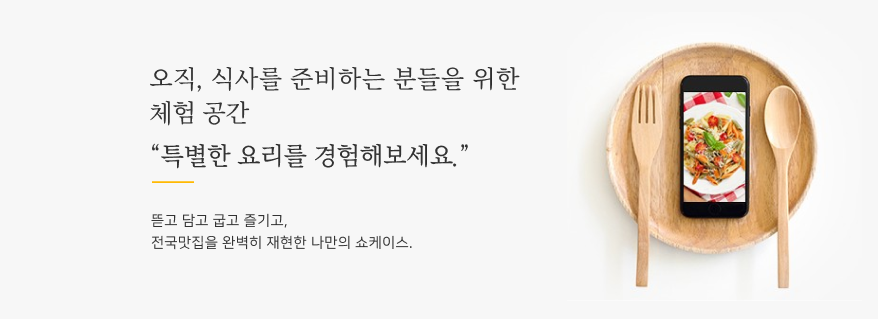 오직, 식사를 준비하는 분들을 위한
체험 공간
“특별한 요리를 경험해보세요.”
뜯고 담고 굽고 즐기고,
전국맛집을 완벽히 재현한 나만의 쇼케이스.